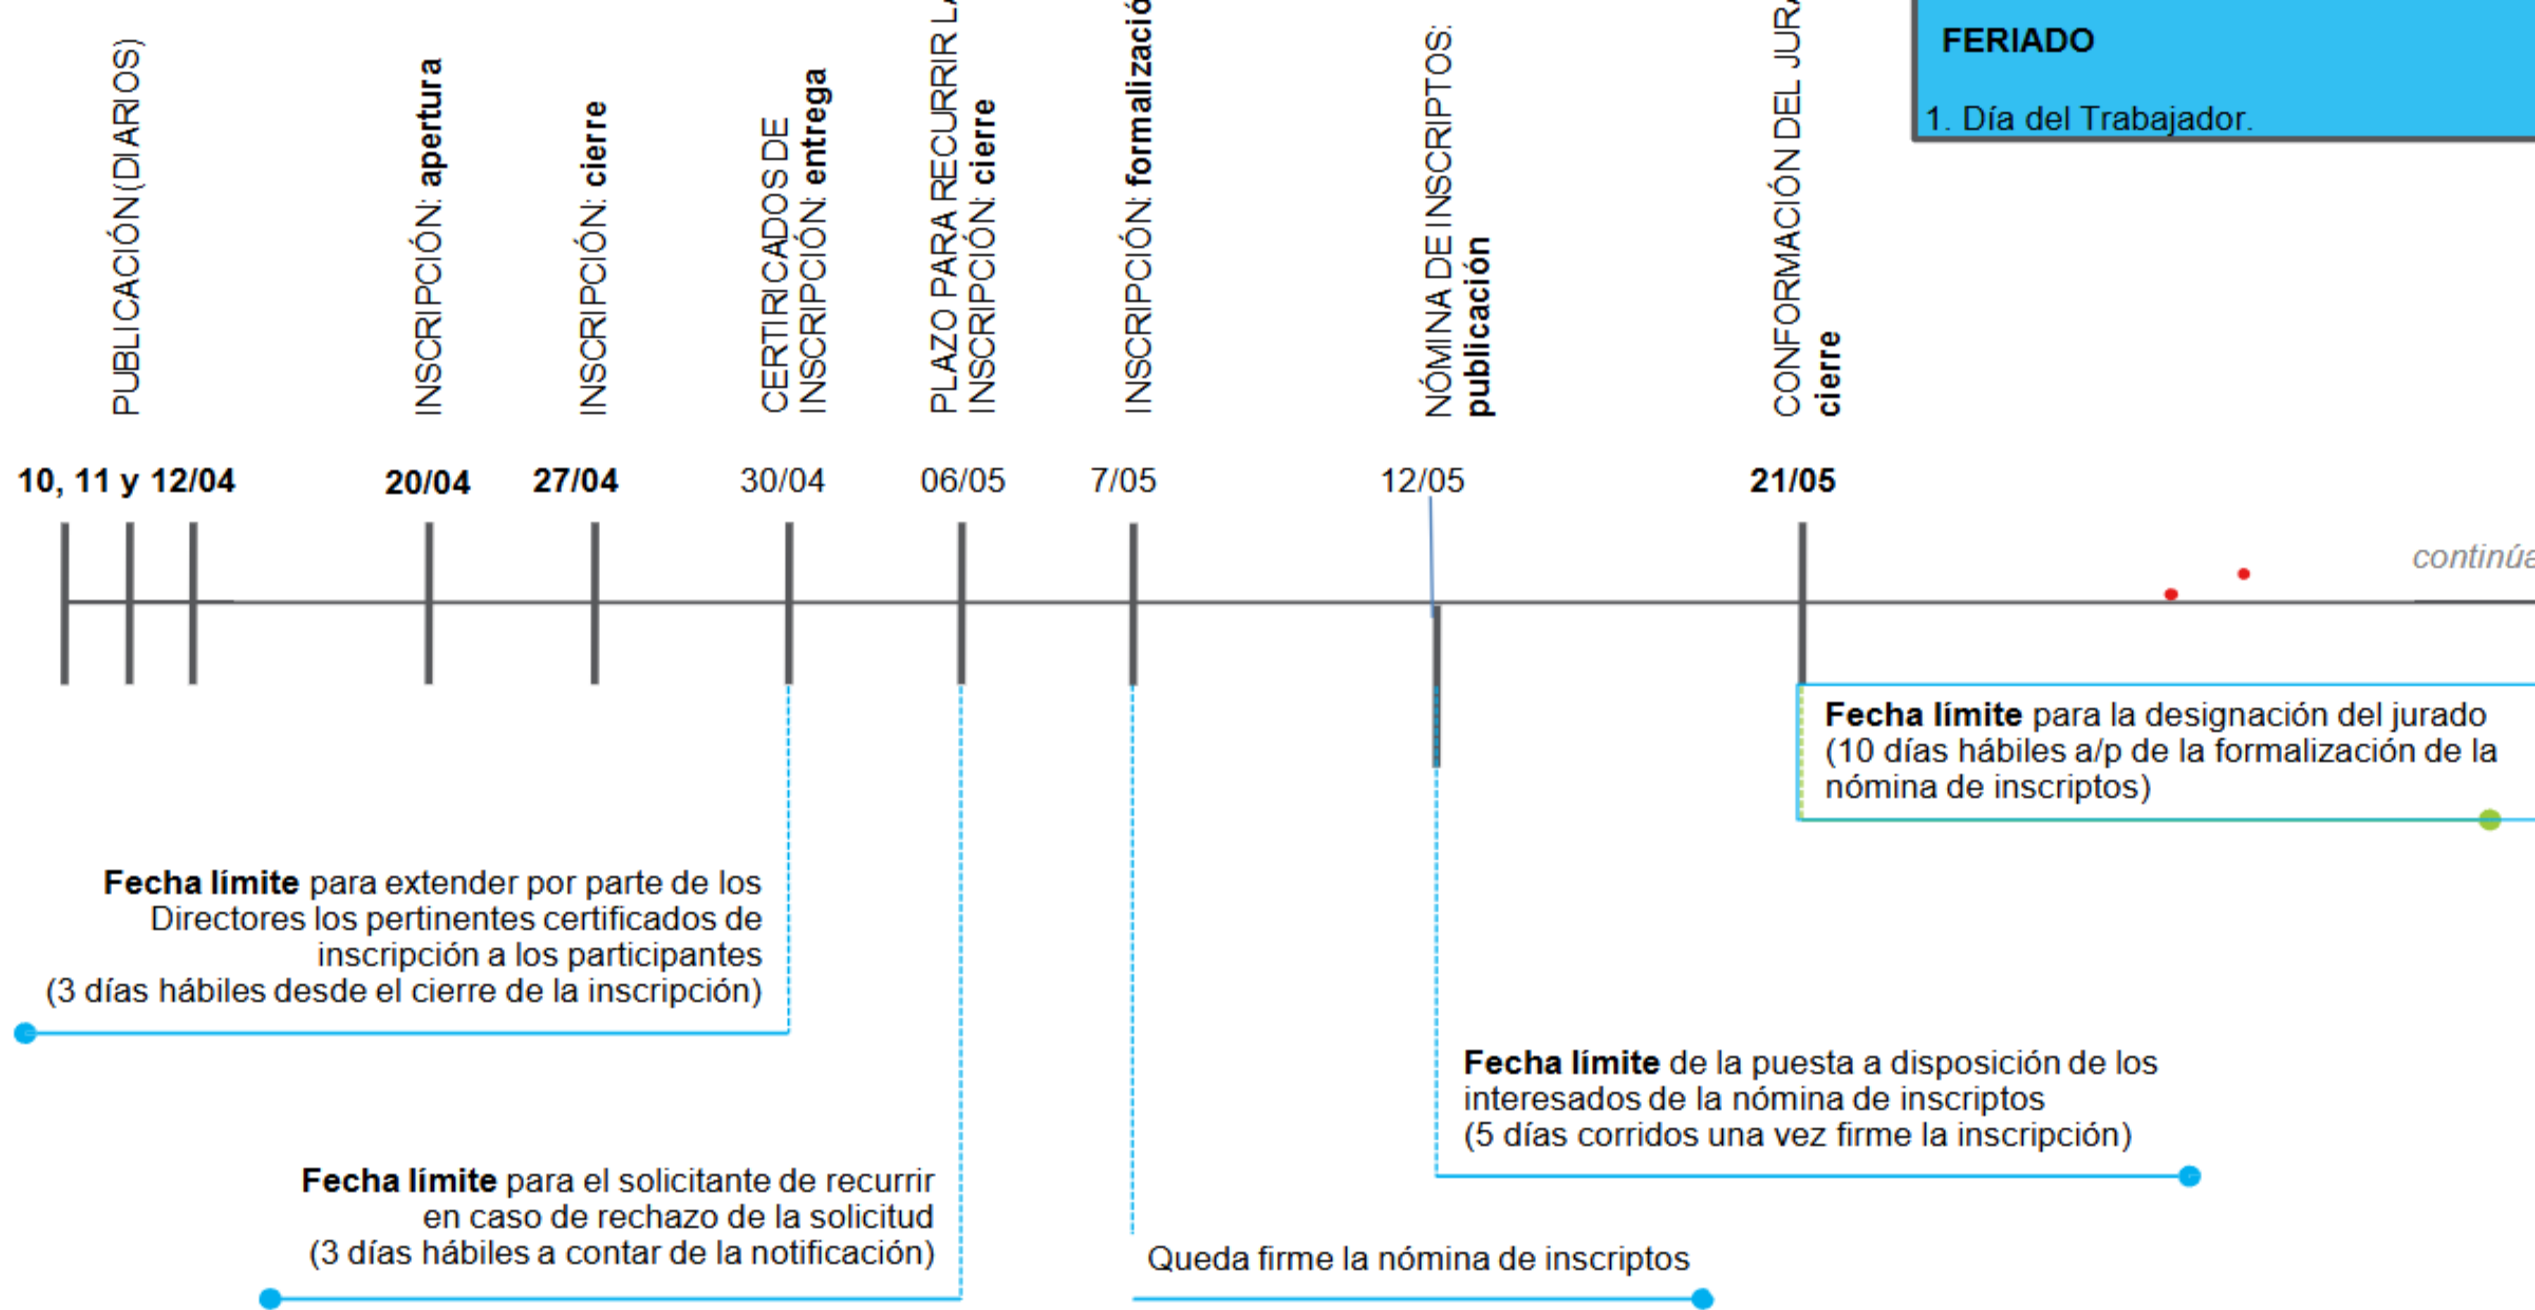 FERIADO
1. Día del Trabajador.
PUBLICACIÓN (DIARIOS)
INSCRIPCIÓN: apertura
INSCRIPCIÓN: cierre
CERTIRICADOS DE
INSCRIPCIÓN: entrega
PLAZO PARA RECURRIR
INSCRIPCIÓN: cierre
INSCRIPCIÓN:
NÓMINA DE INSCRIPTOS:
publicación
CONFORMACIÓN DEL
cierre
10, 11 y 12/04
20/04
27/04
30/04
06/05
7/05
12/05
21/05
continúa
Fecha límite para la designación del jurado
(10 días hábiles a/p de la formalización de la
nómina de inscriptos)
Fecha límite para extender por parte de los
Directores los pertinentes certificados de
inscripción a los participantes
(3 días hábiles desde el cierre de la inscripción)
Fecha límite de la puesta a disposición de los
interesados de la nómina de inscriptos
(5 días corridos una vez firme la inscripción)
Fecha límite para el solicitante de recurrir
en caso de rechazo de la solicitud
(3 días hábiles a contar de la notificación)
Queda firme la nómina de inscriptos